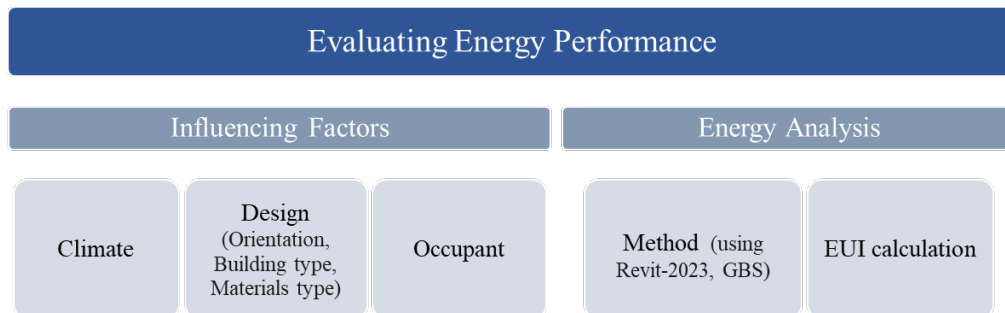 Evaluating Energy Performance
Influencing Factors
Energy Analysis
Climate
Design
(Orientation,
Building type,
Materials type)
Occupant
Method (using
Revit-2023, GBS)
EUI calculation